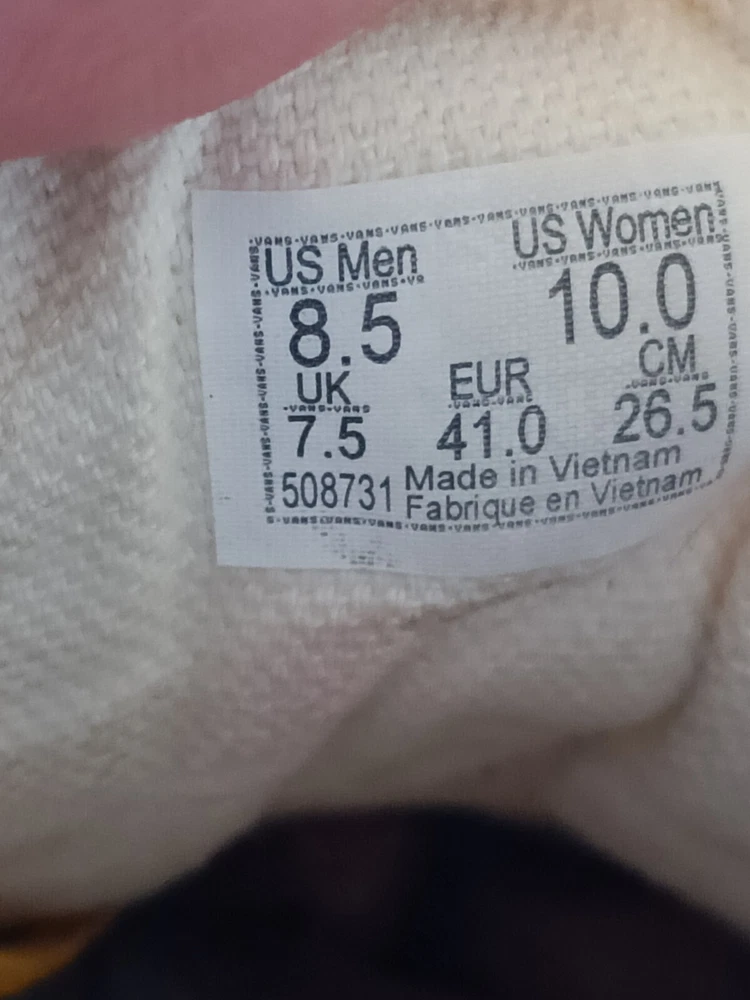 US Men US Women
8.5 10.0
UK EUR CM
7.5 41.0 26.5
508731 Made in Vietnam
Fabrique en Vietnam